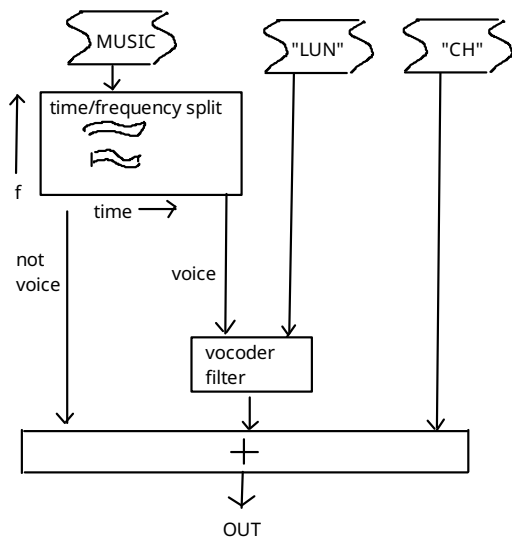 MUSIC
"LUN"
"CH"
time/frequency split
f
time
not
voice
voice
vocoder
filter
+
OUT